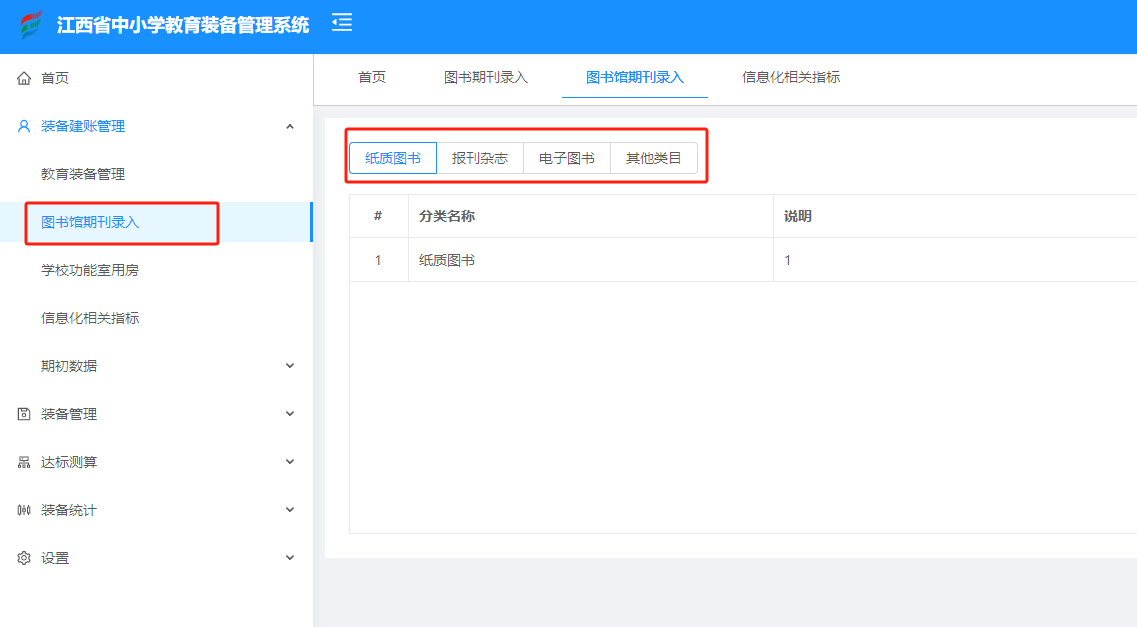 江西省中小学教育装备管理系统
首页
装备建账管理
教育装备管理
图书馆期刊录入
学校功能室用房
信息化相关指标
期初数据
装备管理
达标测算
装备统计
设置
首页 图书期刊录入 图书馆期刊录入 信息化相关指标
纸质图书 报刊杂志 电子图书 其他类目
# 分类名称 说明
1 纸质图书 1